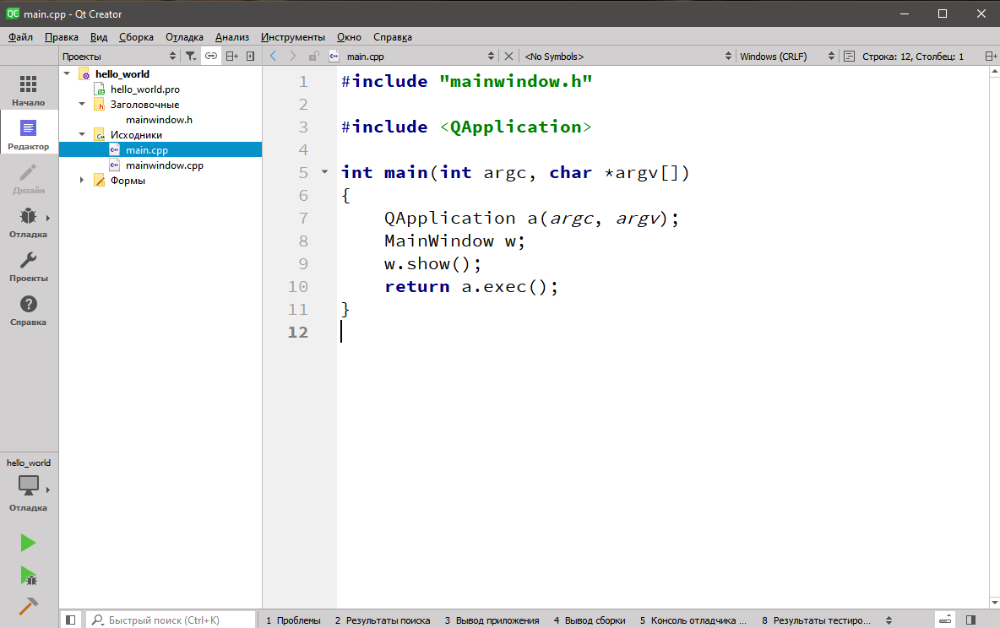 QC main.cpp - Qt Creator
Файл Правка Вид Сборка Отладка Анализ Инструменты Окно Справка
Проекты main.cpp <No Symbols> Windows (CRLF) Строка: 12, Столбец: 1
Начало
Редактор
Дизайн
Отладка
Проекты
Справка
hello_world
Отладка
hello_world
hello_world.pro
Заголовочные
mainwindow.h
Исходники
main.cpp
mainwindow.cpp
Формы
1 #include "mainwindow.h"
2
3 #include <QApplication>
4
5 int main(int argc, char *argv[])
6 {
7 QApplication a(argc, argv);
8 MainWindow w;
9 w.show();
10 return a.exec();
11 }
12
Быстрый поиск (Ctrl+K) 1 Проблемы 2 Результаты поиска 3 Вывод приложения 4 Вывод сборки 5 Консоль отладчика ... 8 Результаты тестиро...